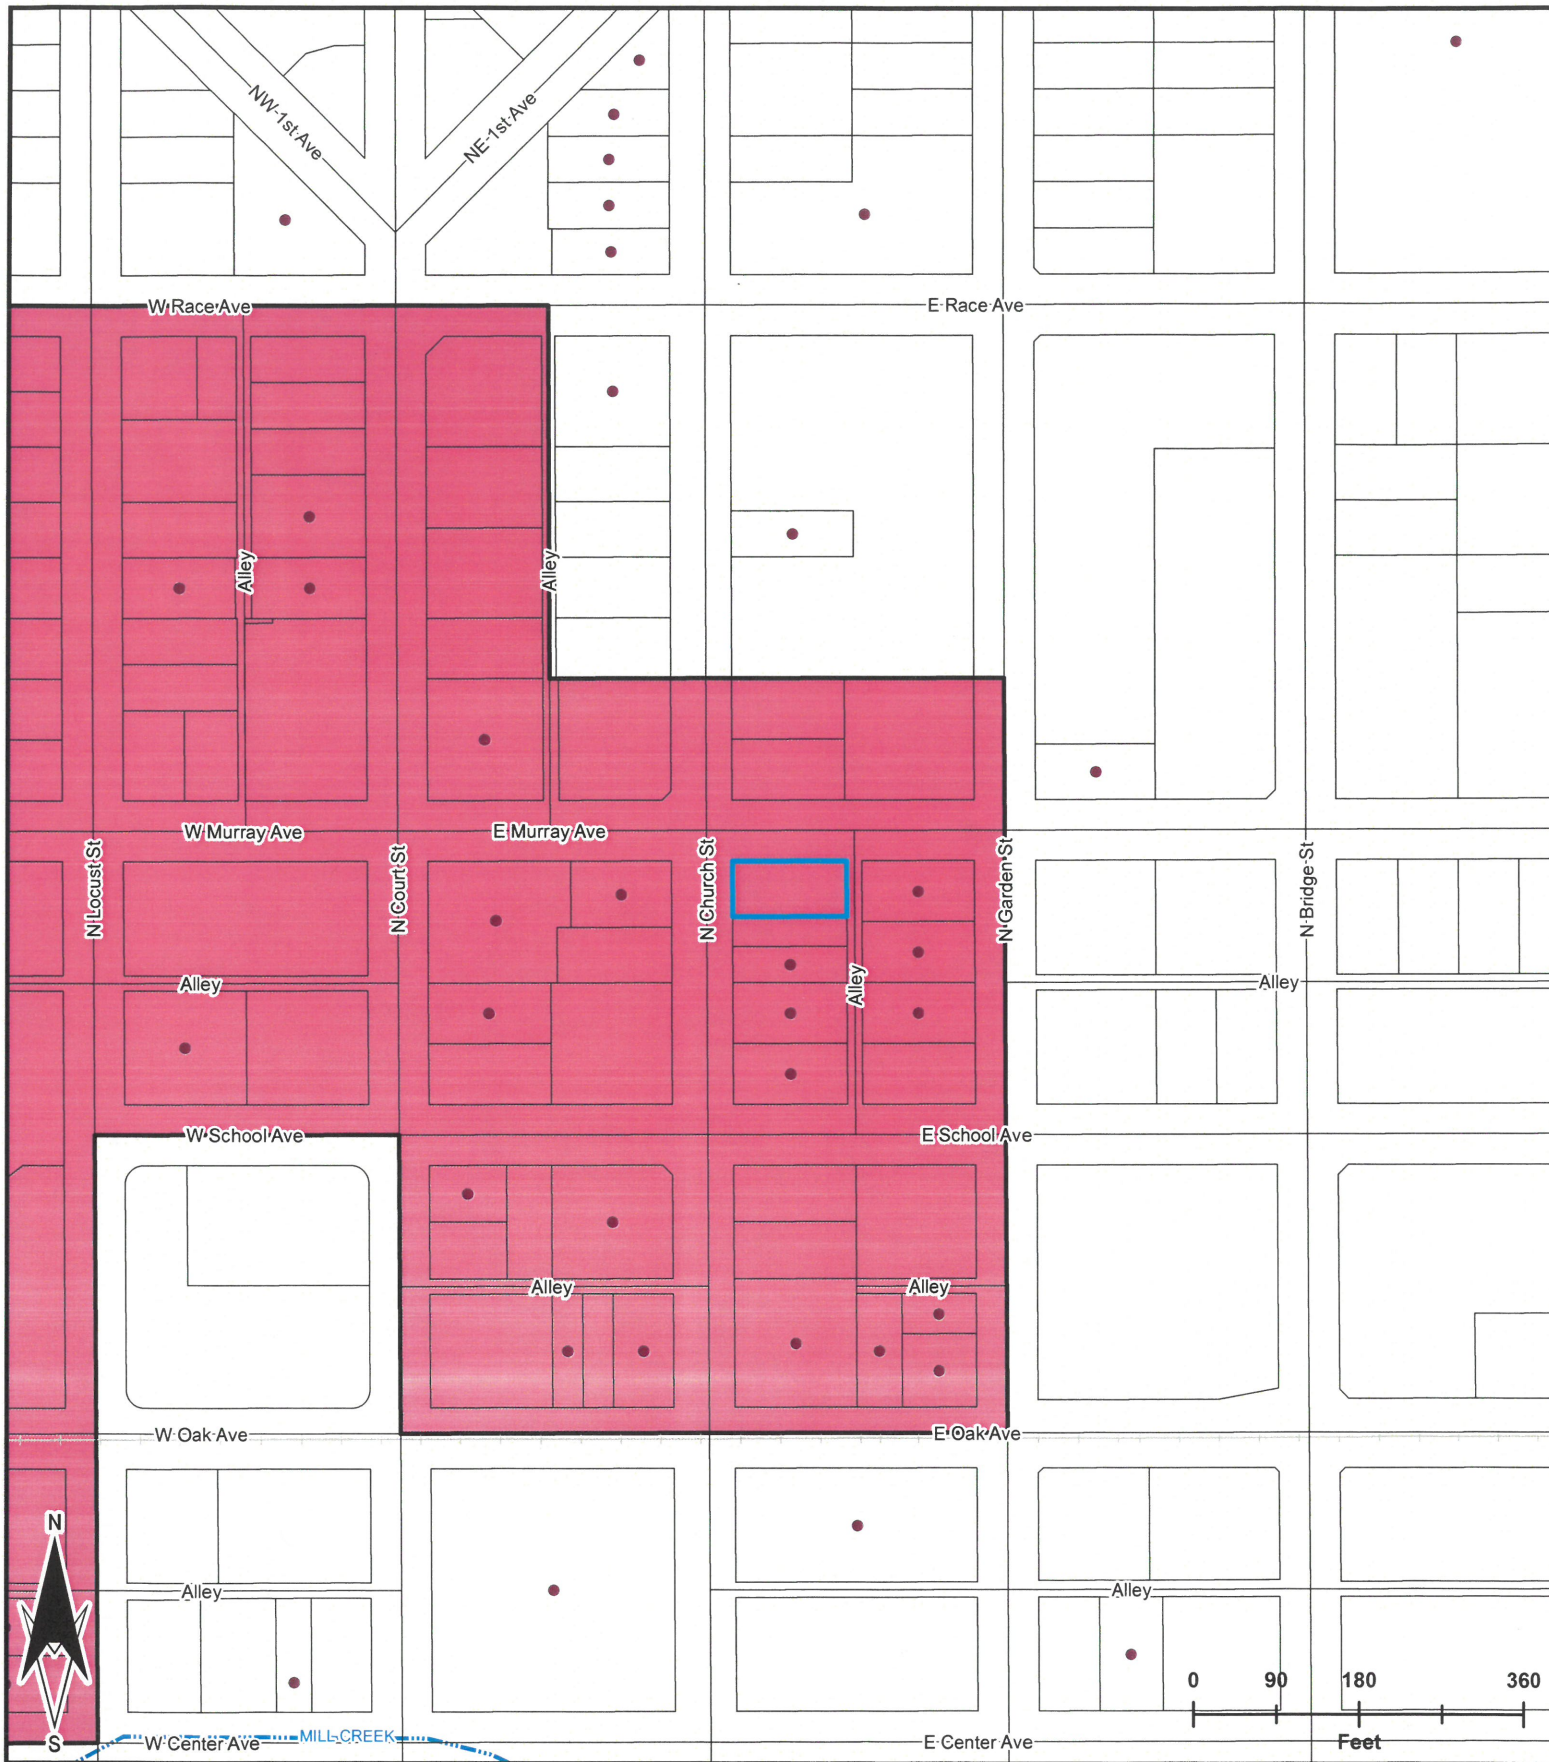 NW 1st Ave
NE 1st Ave
W Race Ave
E Race Ave
Alley
Alley
W Murray Ave
E Murray Ave
N Locust St
N Court St
N Church St
N Garden St
N Bridge St
Alley
Alley
Alley
W School Ave
E School Ave
Alley
Alley
W Oak Ave
E Oak Ave
N
Alley
Alley
0 90 180 360
Feet
S
W Center Ave
MILL CREEK
E Center Ave